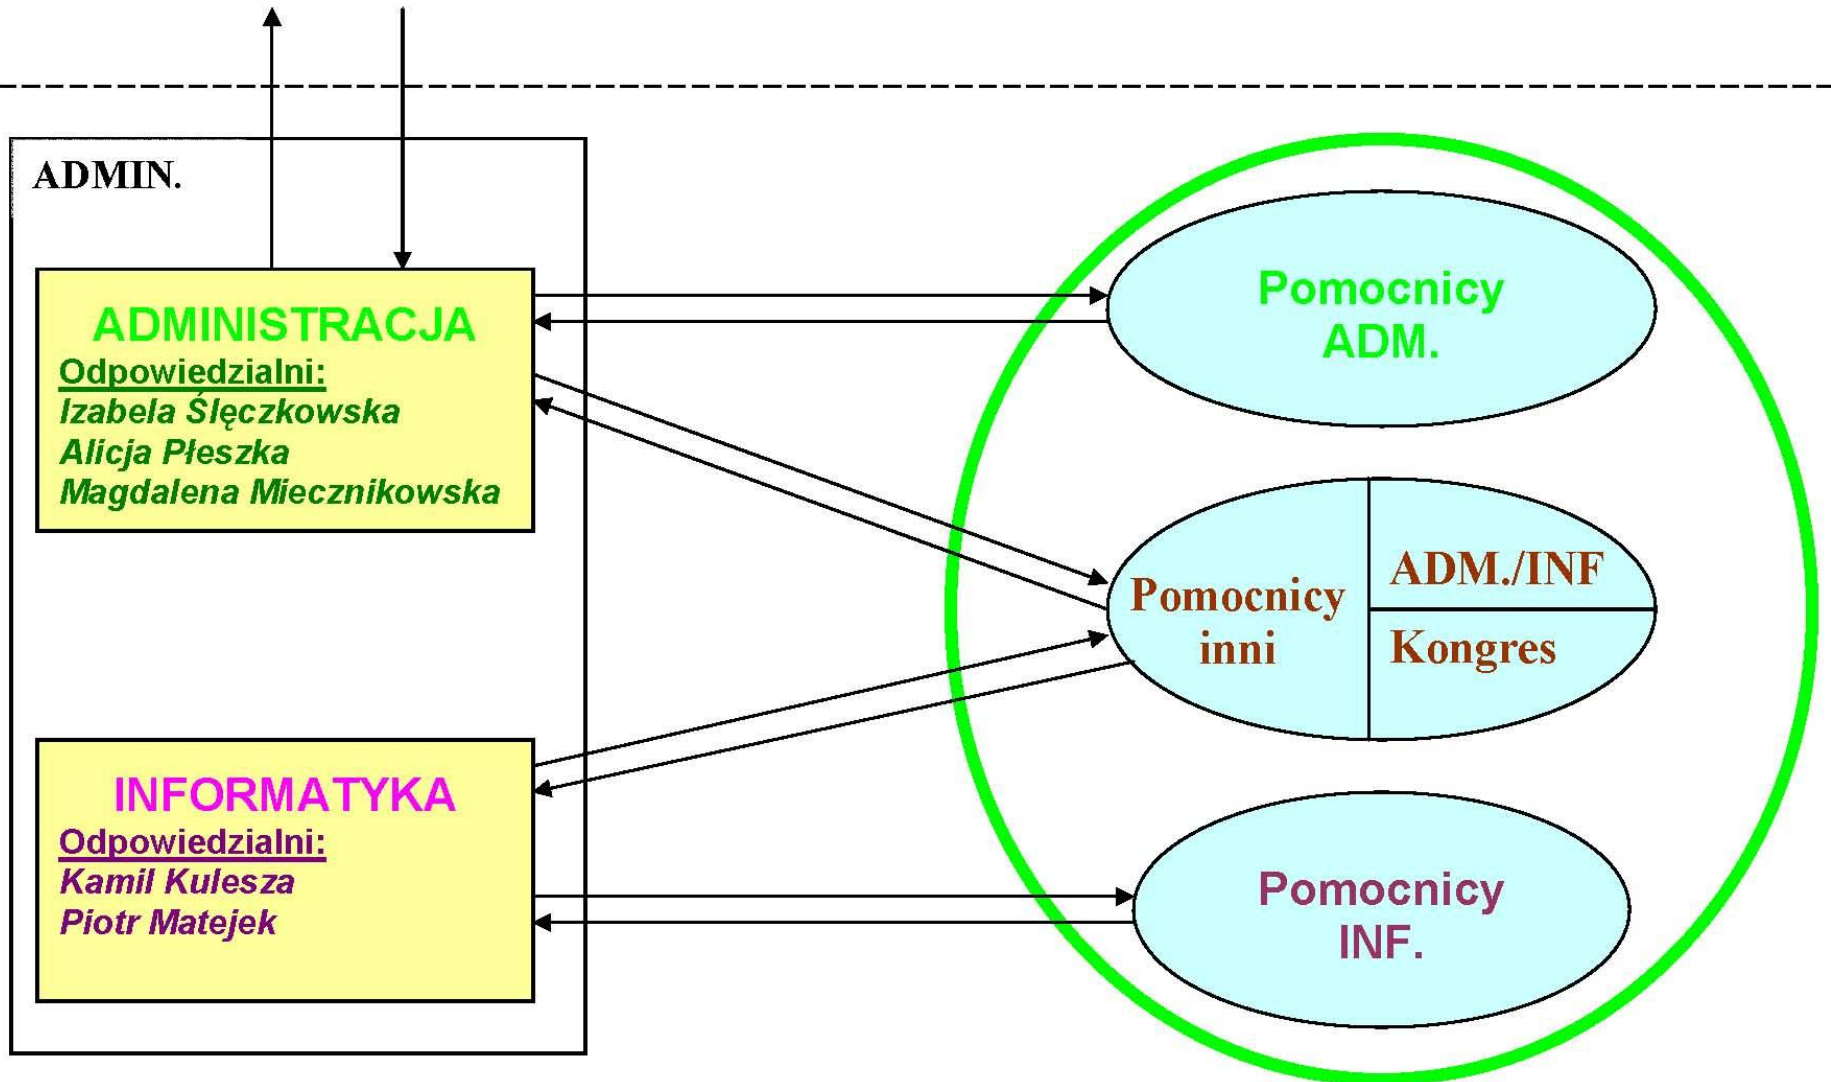 ADMIN.
ADMINISTRACJA
Odpowiedzialni:
Izabela Ślęczkowska
Alicja Płeszka
Magdalena Miecznikowska
INFORMATYKA
Odpowiedzialni:
Kamil Kulesza
Piotr Matejek
Pomocnicy
ADM.
Pomocnicy
inni
ADM./INF
Kongres
Pomocnicy
INF.